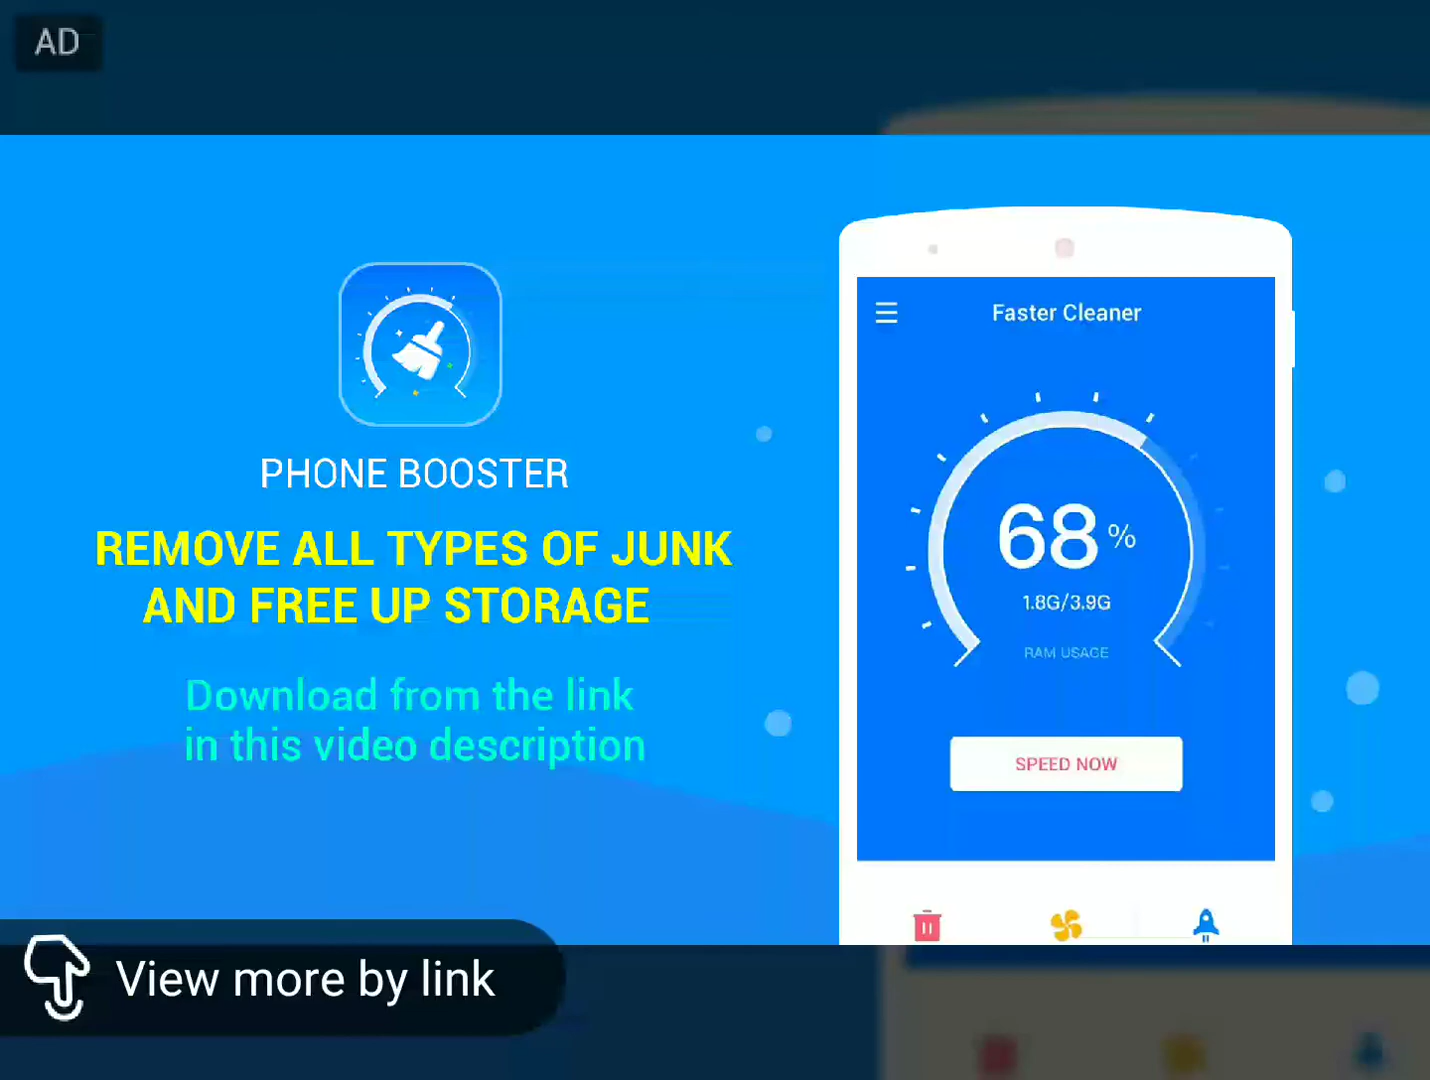 AD
PHONE BOOSTER
REMOVE ALL TYPES OF JUNK
AND FREE UP STORAGE
Download from the link
in this video description
Faster Cleaner
68 %
1.8G/3.9G
RAM USAGE
SPEED NOW
View more by link